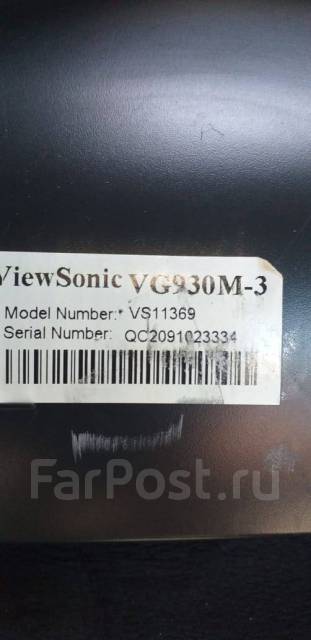 ViewSonic VG930M-3
Model Number: VS11369
Serial Number: QC2091023334
FarPost.ru